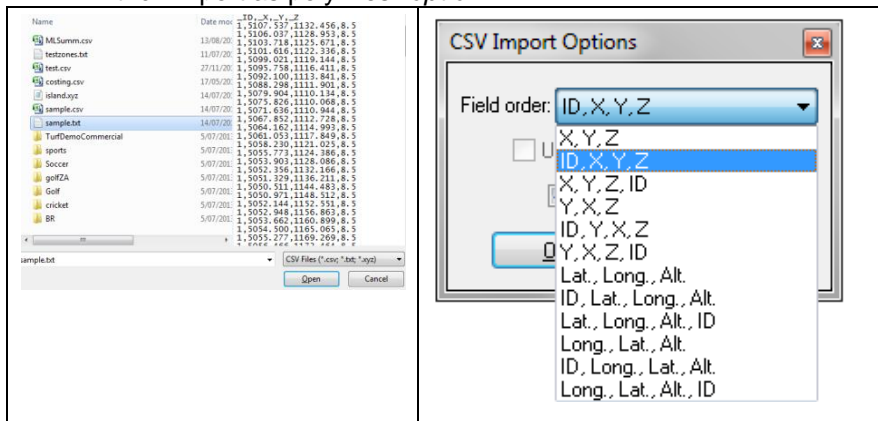 Name
Date mo
MLSumm.csv
13/08/20
testzones.txt
11/07/20
test.csv
27/11/20
costing.csv
17/05/20
island.xyz
14/07/20
sample.csv
14/07/20
sample.txt
14/07/20
TurfDemoCommercial
5/07/201
sports
5/07/201
Soccer
5/07/201
golfZA
5/07/201
Golf
5/07/201
cricket
5/07/201
BR
5/07/201
_ID,_X,_Y,_Z
1,5107.537,1132.456,8.5
1,5106.037,1128.953,8.5
1,5103.718,1125.671,8.5
1,5101.616,1122.336,8.5
1,5099.021,1119.144,8.5
1,5095.758,1116.411,8.5
1,5092.100,1113.841,8.5
1,5088.298,1111.901,8.5
1,5079.904,1110.134,8.5
1,5075.826,1110.068,8.5
1,5071.636,1110.944,8.5
1,5067.852,1112.728,8.5
1,5064.162,1114.993,8.5
1,5061.053,1117.849,8.5
1,5058.230,1121.025,8.5
1,5055.773,1124.386,8.5
1,5053.903,1128.086,8.5
1,5052.356,1132.166,8.5
1,5051.329,1136.211,8.5
1,5050.511,1144.483,8.5
1,5050.971,1148.512,8.5
1,5052.144,1152.551,8.5
1,5052.948,1156.863,8.5
1,5053.662,1160.899,8.5
1,5054.500,1165.065,8.5
1,5055.277,1169.269,8.5
sample.txt
CSV Files (*.csv; *.txt; *.xyz)
Open
Cancel
CSV Import Options
Field order:
ID,X,Y,Z
X,Y,Z
ID,X,Y,Z
X,Y,Z,ID
Y,X,Z
ID,Y,X,Z
Y,X,Z,ID
Lat., Long., Alt.
ID, Lat., Long., Alt.
Lat., Long., Alt., ID
Long., Lat., Alt.
ID, Long., Lat., Alt.
Long., Lat., Alt., ID